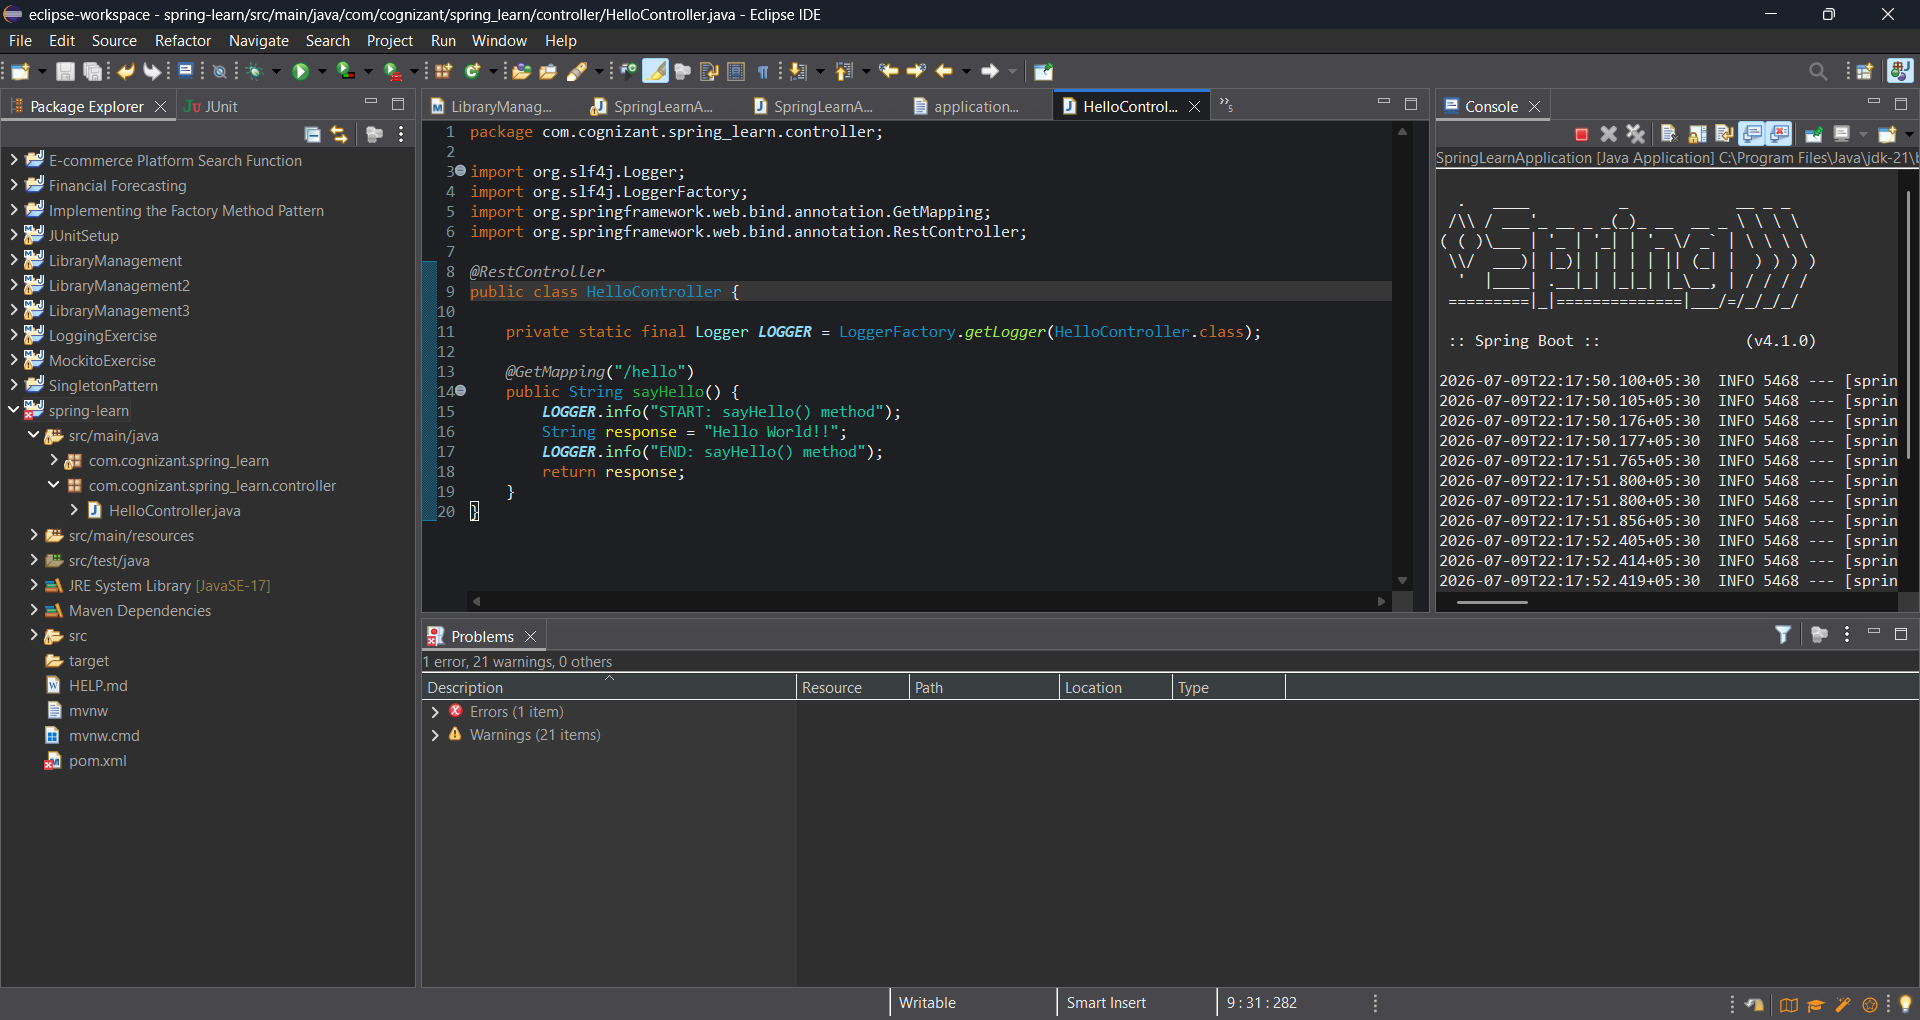 eclipse-workspace - spring-learn/src/main/java/com/cognizant/spring_learn/controller/HelloController.java - Eclipse IDE
File Edit Source Refactor Navigate Search Project Run Window Help
Package Explorer
JUnit
E-commerce Platform Search Function
Financial Forecasting
Implementing the Factory Method Pattern
JUnitSetup
LibraryManagement
LibraryManagement2
LibraryManagement3
LoggingExercise
MockitoExercise
SingletonPattern
spring-learn
src/main/java
com.cognizant.spring_learn
com.cognizant.spring_learn.controller
HelloController.java
src/main/resources
src/test/java
JRE System Library [JavaSE-17]
Maven Dependencies
src
target
HELP.md
mvnw
mvnw.cmd
pom.xml
LibraryManag... SpringLearnA... SpringLearnA... application... HelloControl... »5
1 package com.cognizant.spring_learn.controller;
2
3 import org.slf4j.Logger;
4 import org.slf4j.LoggerFactory;
5 import org.springframework.web.bind.annotation.GetMapping;
6 import org.springframework.web.bind.annotation.RestController;
7
8 @RestController
9 public class HelloController {
10
11 private static final Logger LOGGER = LoggerFactory.getLogger(HelloController.class);
12
13 @GetMapping("/hello")
14 public String sayHello() {
15 LOGGER.info("START: sayHello() method");
16 String response = "Hello World!!";
17 LOGGER.info("END: sayHello() method");
18 return response;
19 }
20 }
Console
SpringLearnApplication [Java Application] C:\Program Files\Java\jdk-21\b
:: Spring Boot :: (v4.1.0)
2026-07-09T22:17:50.100+05:30 INFO 5468 --- [sprin
2026-07-09T22:17:50.105+05:30 INFO 5468 --- [sprin
2026-07-09T22:17:50.176+05:30 INFO 5468 --- [sprin
2026-07-09T22:17:50.177+05:30 INFO 5468 --- [sprin
2026-07-09T22:17:51.765+05:30 INFO 5468 --- [sprin
2026-07-09T22:17:51.800+05:30 INFO 5468 --- [sprin
2026-07-09T22:17:51.800+05:30 INFO 5468 --- [sprin
2026-07-09T22:17:51.856+05:30 INFO 5468 --- [sprin
2026-07-09T22:17:52.405+05:30 INFO 5468 --- [sprin
2026-07-09T22:17:52.414+05:30 INFO 5468 --- [sprin
2026-07-09T22:17:52.419+05:30 INFO 5468 --- [sprin
Problems
1 error, 21 warnings, 0 others
Description Resource Path Location Type
Errors (1 item)
Warnings (21 items)
Writable Smart Insert 9 : 31 : 282